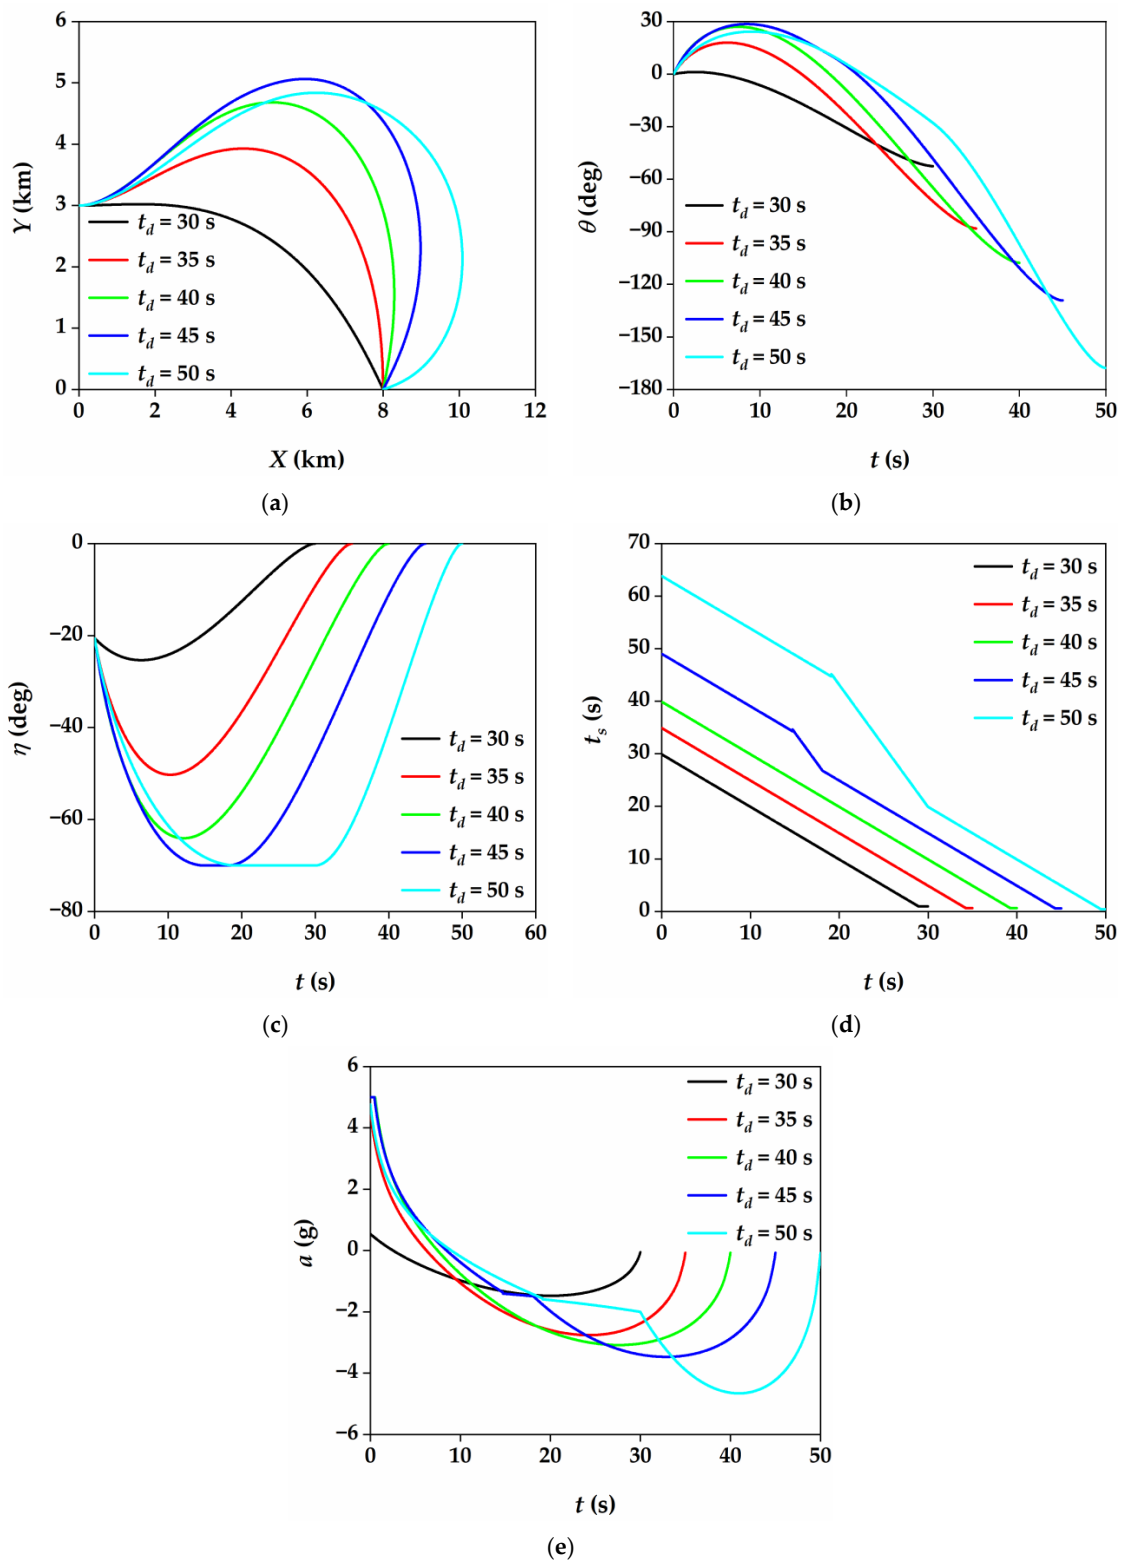 6
5
4
3
2
1
0
Y (km)
t_d = 30 s
t_d = 35 s
t_d = 40 s
t_d = 45 s
t_d = 50 s
0 2 4 6 8 10 12
X (km)
(a)
30
0
−30
−60
−90
−120
−150
−180
θ (deg)
t_d = 30 s
t_d = 35 s
t_d = 40 s
t_d = 45 s
t_d = 50 s
0 10 20 30 40 50
t (s)
(b)
0
−20
−40
−60
−80
η (deg)
t_d = 30 s
t_d = 35 s
t_d = 40 s
t_d = 45 s
t_d = 50 s
0 10 20 30 40 50 60
t (s)
(c)
70
60
50
40
30
20
10
0
t_s (s)
t_d = 30 s
t_d = 35 s
t_d = 40 s
t_d = 45 s
t_d = 50 s
0 10 20 30 40 50
t (s)
(d)
6
4
2
0
−2
−4
−6
a (g)
t_d = 30 s
t_d = 35 s
t_d = 40 s
t_d = 45 s
t_d = 50 s
0 10 20 30 40 50
t (s)
(e)